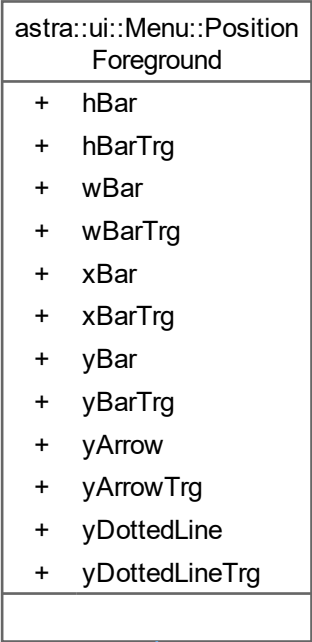 astra::ui::Menu::Position
Foreground
+ hBar
+ hBarTrg
+ wBar
+ wBarTrg
+ xBar
+ xBarTrg
+ yBar
+ yBarTrg
+ yArrow
+ yArrowTrg
+ yDottedLine
+ yDottedLineTrg